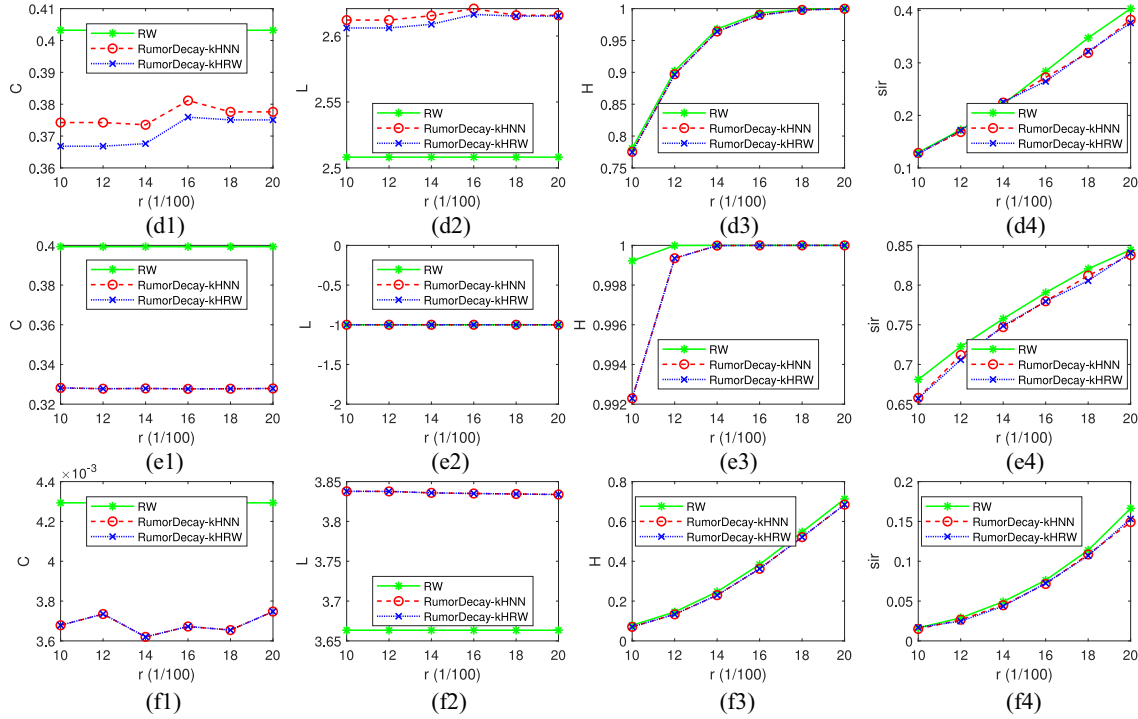 0.41
0.4
0.39
0.38
0.37
0.36
C
RW
RumorDecay-kHNN
RumorDecay-kHRW
10 12 14 16 18 20
r (1/100)
(d1)
2.6
2.55
2.5
L
RW
RumorDecay-kHNN
RumorDecay-kHRW
10 12 14 16 18 20
r (1/100)
(d2)
1
0.95
0.9
0.85
0.8
0.75
H
RW
RumorDecay-kHNN
RumorDecay-kHRW
10 12 14 16 18 20
r (1/100)
(d3)
0.4
0.3
0.2
0.1
sir
RW
RumorDecay-kHNN
RumorDecay-kHRW
10 12 14 16 18 20
r (1/100)
(d4)
0.4
0.38
0.36
0.34
0.32
C
RW
RumorDecay-kHNN
RumorDecay-kHRW
10 12 14 16 18 20
r (1/100)
(e1)
0
-0.5
-1
-1.5
-2
L
RW
RumorDecay-kHNN
RumorDecay-kHRW
10 12 14 16 18 20
r (1/100)
(e2)
1
0.998
0.996
0.994
0.992
H
RW
RumorDecay-kHNN
RumorDecay-kHRW
10 12 14 16 18 20
r (1/100)
(e3)
0.85
0.8
0.75
0.7
0.65
sir
RW
RumorDecay-kHNN
RumorDecay-kHRW
10 12 14 16 18 20
r (1/100)
(e4)
×10⁻³
4.4
4.2
4
3.8
3.6
C
RW
RumorDecay-kHNN
RumorDecay-kHRW
10 12 14 16 18 20
r (1/100)
(f1)
3.85
3.8
3.75
3.7
3.65
L
RW
RumorDecay-kHNN
RumorDecay-kHRW
10 12 14 16 18 20
r (1/100)
(f2)
0.8
0.6
0.4
0.2
0
H
RW
RumorDecay-kHNN
RumorDecay-kHRW
10 12 14 16 18 20
r (1/100)
(f3)
0.2
0.15
0.1
0.05
0
sir
RW
RumorDecay-kHNN
RumorDecay-kHRW
10 12 14 16 18 20
r (1/100)
(f4)